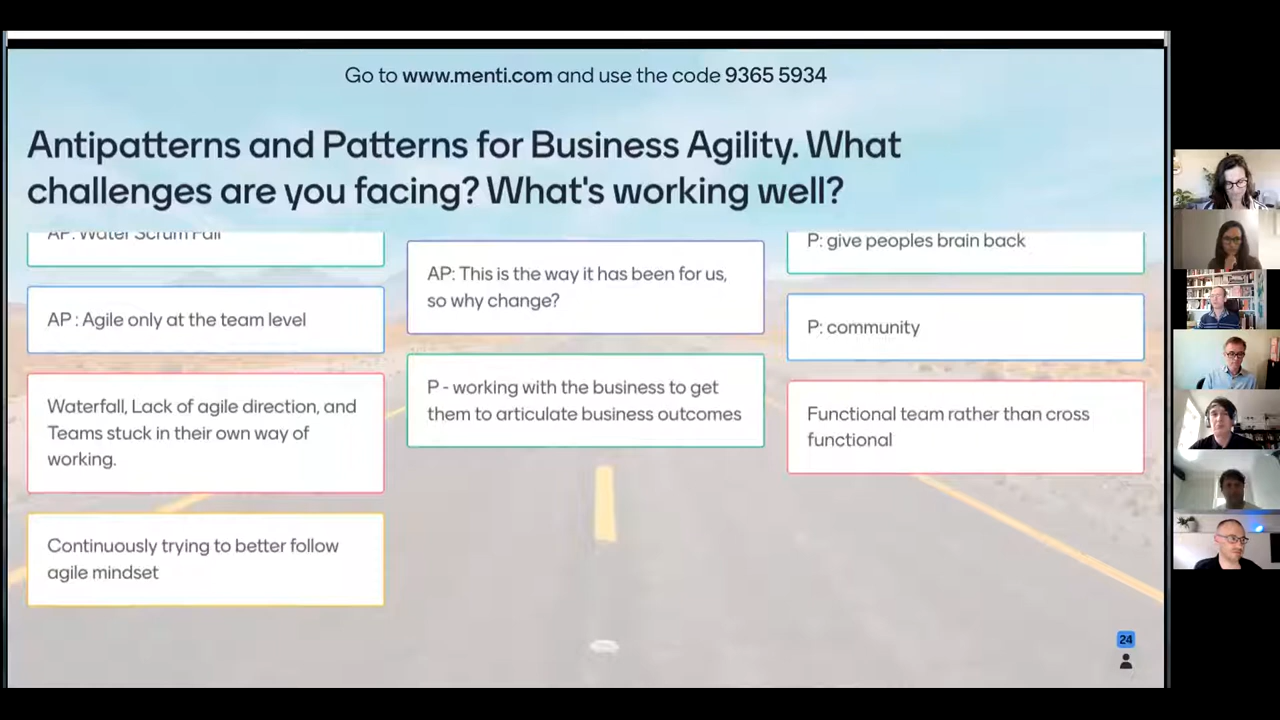 Go to www.menti.com and use the code 9365 5934
Antipatterns and Patterns for Business Agility. What
challenges are you facing? What's working well?
AP: Water Scrum Fall
AP : Agile only at the team level
Waterfall, Lack of agile direction, and
Teams stuck in their own way of
working.
Continuously trying to better follow
agile mindset
AP: This is the way it has been for us,
so why change?
P - working with the business to get
them to articulate business outcomes
P: give peoples brain back
P: community
Functional team rather than cross
functional
24